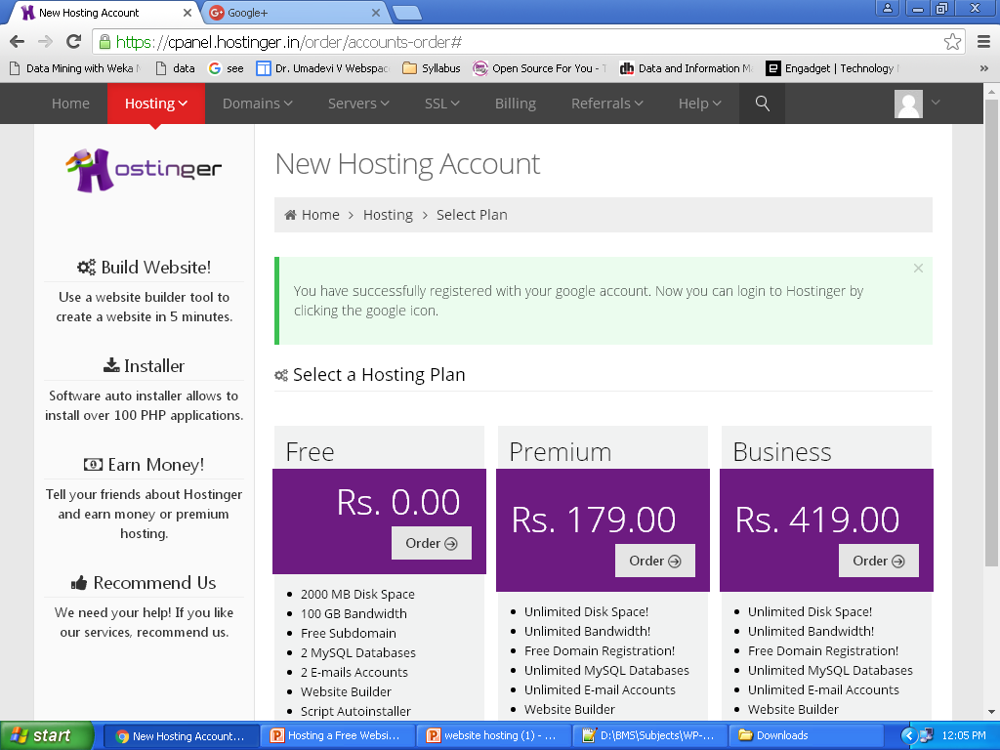 New Hosting Account
Google+
https://cpanel.hostinger.in/order/accounts-order#
Data Mining with Weka
data
see
Dr. Umadevi V Webspac
Syllabus
Open Source For You -
Data and Information M
Engadget | Technology
»
Home
Hosting
Domains
Servers
SSL
Billing
Referrals
Help
Hostinger
New Hosting Account
Home > Hosting > Select Plan
Build Website!
Use a website builder tool to
create a website in 5 minutes.
Installer
Software auto installer allows to
install over 100 PHP applications.
Earn Money!
Tell your friends about Hostinger
and earn money or premium
hosting.
Recommend Us
We need your help! If you like
our services, recommend us.
You have successfully registered with your google account. Now you can login to Hostinger by
clicking the google icon.
Select a Hosting Plan
Free
Rs. 0.00
Order
2000 MB Disk Space
100 GB Bandwidth
Free Subdomain
2 MySQL Databases
2 E-mails Accounts
Website Builder
Script Autoinstaller
Premium
Rs. 179.00
Order
Unlimited Disk Space!
Unlimited Bandwidth!
Free Domain Registration!
Unlimited MySQL Databases
Unlimited E-mail Accounts
Website Builder
Business
Rs. 419.00
Order
Unlimited Disk Space!
Unlimited Bandwidth!
Free Domain Registration!
Unlimited MySQL Databases
Unlimited E-mail Accounts
Website Builder
start
New Hosting Account...
Hosting a Free Websi...
website hosting (1) - ...
D:\BMS\Subjects\WP-...
Downloads
12:05 PM